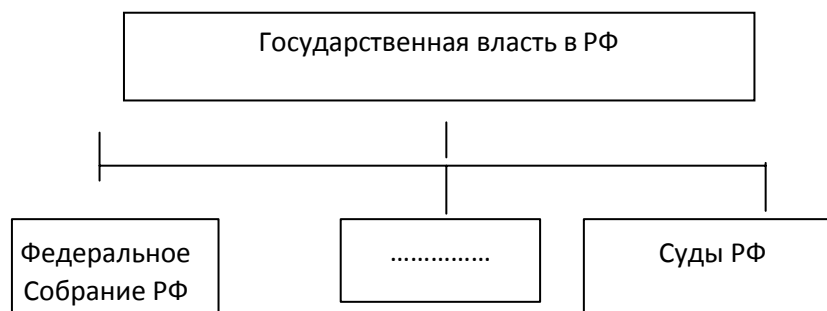 Государственная власть в РФ
Федеральное
Собрание РФ
……………
Суды РФ